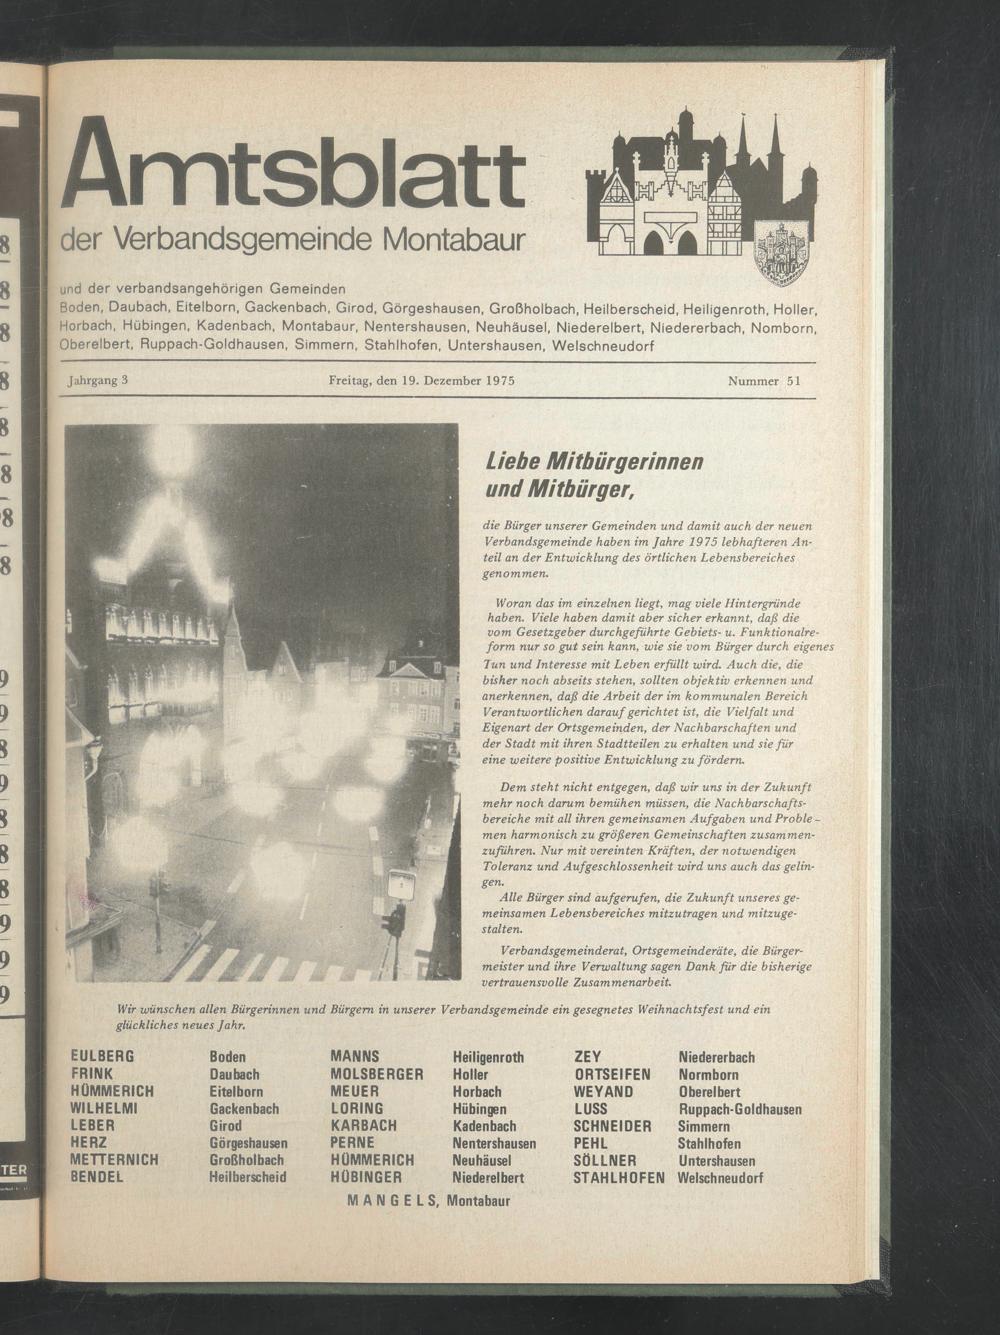 Amtsblatt
der Verbandsgemeinde Montabaur
und der verbandsangehörigen Gemeinden
Boden, Daubach, Eitelborn, Gackenbach, Girod, Görgeshausen, Großholbach, Heilberscheid, Heiligenroth, Holler,
Horbach, Hübingen, Kadenbach, Montabaur, Nentershausen, Neuhäusel, Niederelbert, Niedererbach, Nomborn,
Oberelbert, Ruppach-Goldhausen, Simmern, Stahlhofen, Untershausen, Welschneudorf
Jahrgang 3 Freitag, den 19. Dezember 1975 Nummer 51
Liebe Mitbürgerinnen
und Mitbürger,
die Bürger unserer Gemeinden und damit auch der neuen
Verbandsgemeinde haben im Jahre 1975 lebhafteren An-
teil an der Entwicklung des örtlichen Lebensbereiches
genommen.
Woran das im einzelnen liegt, mag viele Hintergründe
haben. Viele haben damit aber sicher erkannt, daß die
vom Gesetzgeber durchgeführte Gebiets- u. Funktionalre-
form nur so gut sein kann, wie sie vom Bürger durch eigenes
Tun und Interesse mit Leben erfüllt wird. Auch die, die
bisher noch abseits stehen, sollten objektiv erkennen und
anerkennen, daß die Arbeit der im kommunalen Bereich
Verantwortlichen darauf gerichtet ist, die Vielfalt und
Eigenart der Ortsgemeinden, der Nachbarschaften und
der Stadt mit ihren Stadtteilen zu erhalten und sie für
eine weitere positive Entwicklung zu fördern.
Dem steht nicht entgegen, daß wir uns in der Zukunft
mehr noch darum bemühen müssen, die Nachbarschafts-
bereiche mit all ihren gemeinsamen Aufgaben und Proble-
men harmonisch zu größeren Gemeinschaften zusammen-
zuführen. Nur mit vereinten Kräften, der notwendigen
Toleranz und Aufgeschlossenheit wird uns auch das gelin-
gen.
Alle Bürger sind aufgerufen, die Zukunft unseres ge-
meinsamen Lebensbereiches mitzutragen und mitzuge-
stalten.
Verbandsgemeinderat, Ortsgemeinderäte, die Bürger-
meister und ihre Verwaltung sagen Dank für die bisherige
vertrauensvolle Zusammenarbeit.
Wir wünschen allen Bürgerinnen und Bürgern in unserer Verbandsgemeinde ein gesegnetes Weihnachtsfest und ein
glückliches neues Jahr.
EULBERG Boden MANNS Heiligenroth ZEY Niedererbach
FRINK Daubach MOLSBERGER Holler ORTSEIFEN Normborn
HÜMMERICH Eitelborn MEUER Horbach WEYAND Oberelbert
WILHELMI Gackenbach LORING Hübingen LUSS Ruppach-Goldhausen
LEBER Girod KARBACH Kadenbach SCHNEIDER Simmern
HERZ Görgeshausen PERNE Nentershausen PEHL Stahlhofen
METTERNICH Großholbach HÜMMERICH Neuhäusel SÖLLNER Untershausen
BENDEL Heilberscheid HÜBINGER Niederelbert STAHLHOFEN Welschneudorf
MANGELS, Montabaur